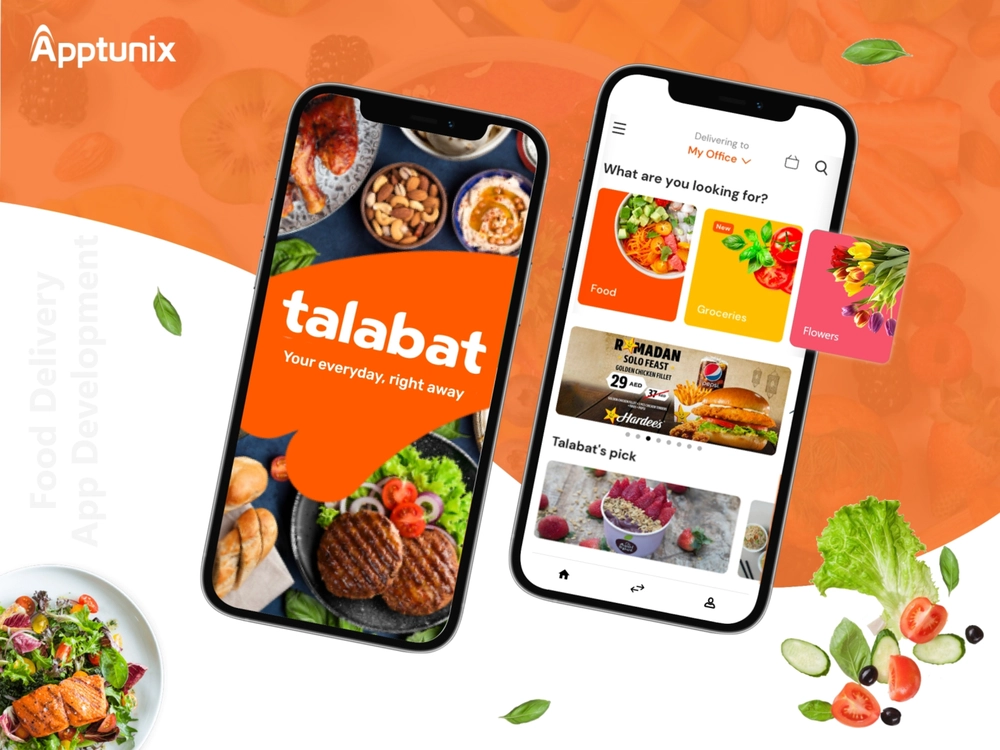 Apptunix
Food Delivery
App Development
talabat
Your everyday, right away
Delivering to
My Office
What are you looking for?
Food
New
Groceries
Flowers
RAMADAN
SOLO FEAST
GOLDEN CHICKEN FILLET
29 AED
37
pepsi
Hardee's
Talabat's pick